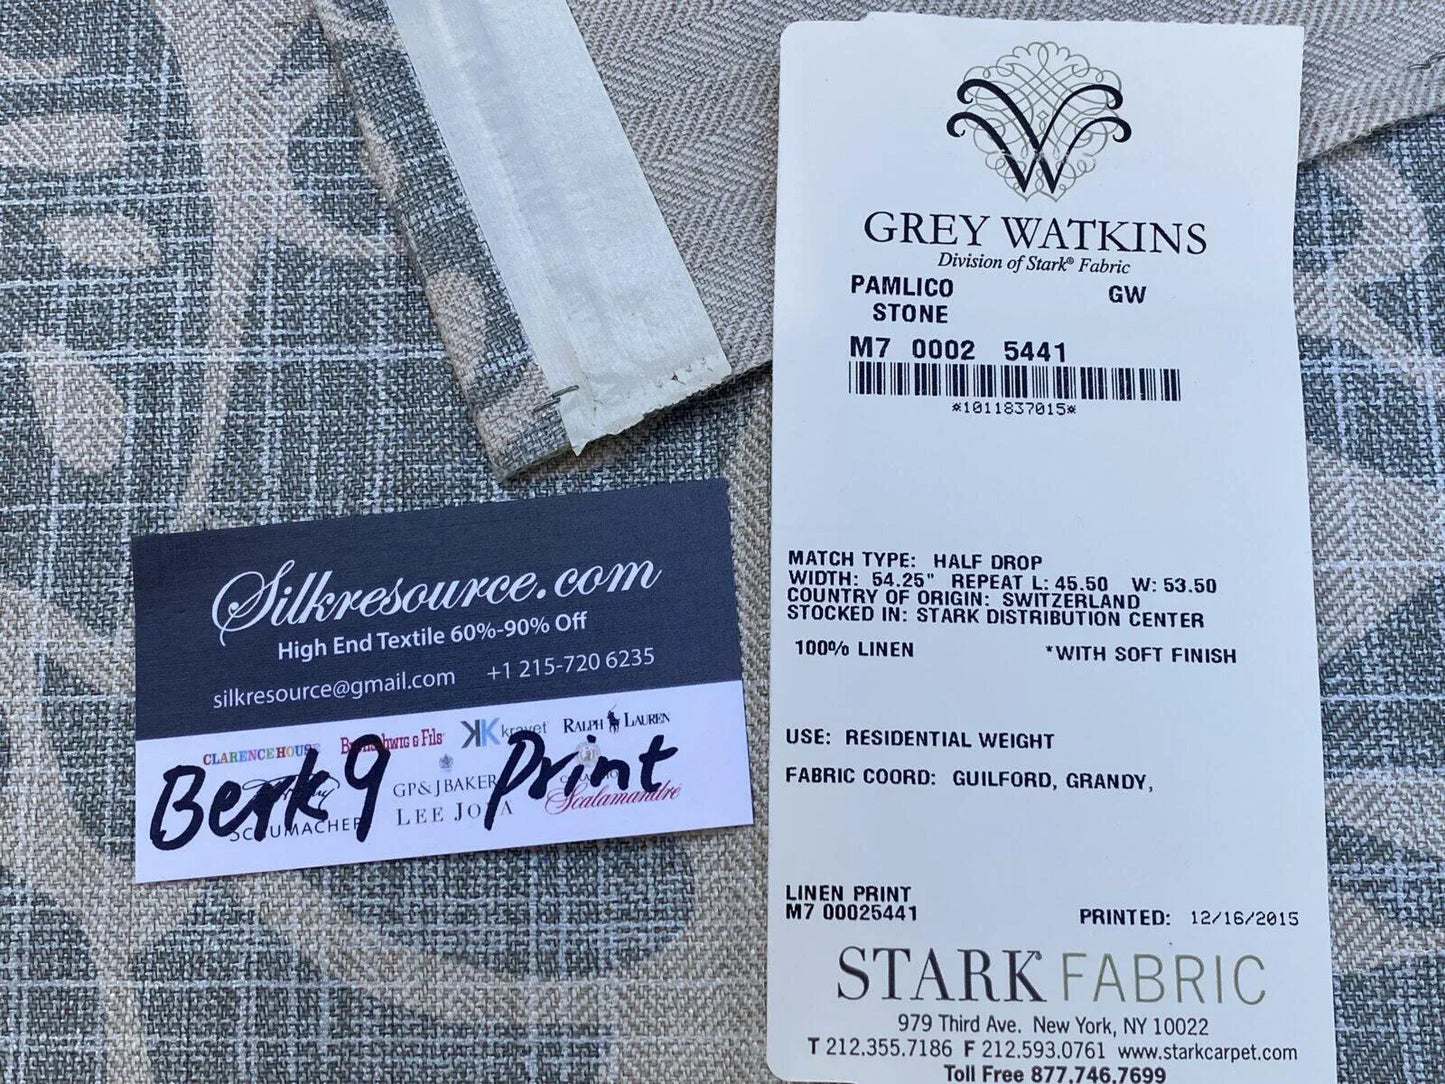 GREY WATKINS
Division of Stark® Fabric
PAMLICO GW
STONE
M7 0002 5441
*1011837015*
MATCH TYPE: HALF DROP
WIDTH: 54.25" REPEAT L: 45.50 W: 53.50
COUNTRY OF ORIGIN: SWITZERLAND
STOCKED IN: STARK DISTRIBUTION CENTER
100% LINEN *WITH SOFT FINISH
USE: RESIDENTIAL WEIGHT
FABRIC COORD: GUILFORD, GRANDY,
LINEN PRINT
M7 00025441 PRINTED: 12/16/2015
STARK FABRIC
979 Third Ave. New York, NY 10022
T 212.355.7186 F 212.593.0761 www.starkcarpet.com
Toll Free 877.746.7699
Silkresource.com
High End Textile 60%-90% Off
silkresource@gmail.com +1 215-720 6235
CLARENCE HOUSE Brunschwig & Fils kravet RALPH LAUREN
GP & J BAKER
SCHUMACHER LEE JOFA Scalamandré
Berk 9 print